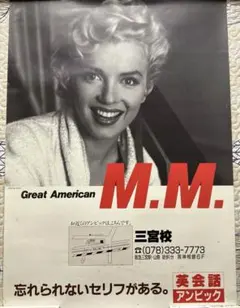 Great American M.M.
三宮校
☎(078)333-7773
忘れられないセリフがある。
英会話
アンビック